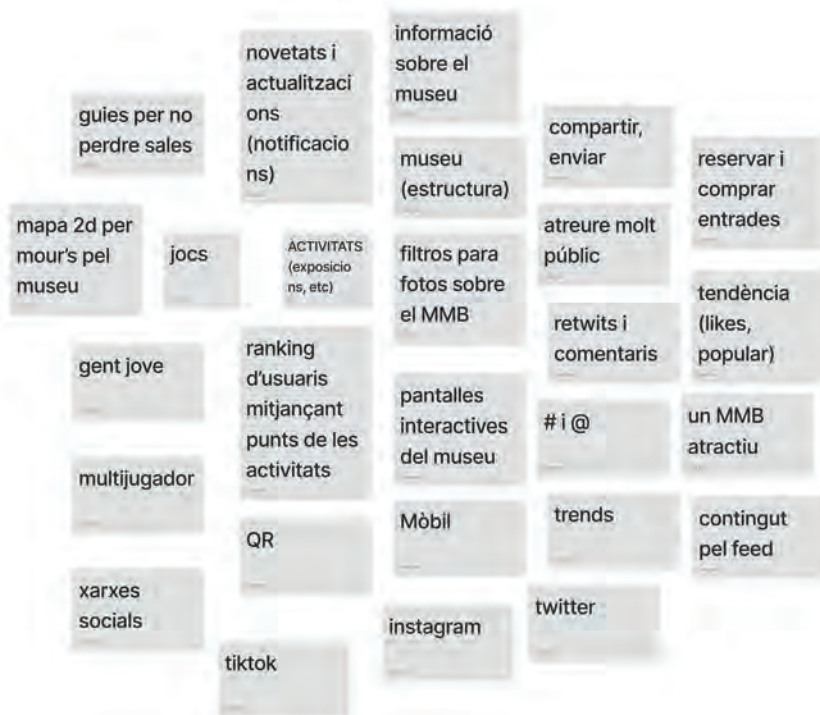 guies per no
perdre sales
mapa 2d per
mour's pel
museu
jocs
gent jove
multijugador
xarxes
socials
novetats i
actualitzaci
ons
(notificacio
ns)
ACTIVITATS
(exposicio
ns, etc)
ranking
d'usuaris
mitjançant
punts de les
activitats
QR
tiktok
informació
sobre el
museu
museu
(estructura)
filtros para
fotos sobre
el MMB
pantalles
interactives
del museu
Mòbil
instagram
compartir,
enviar
atreure molt
públic
retwits i
comentaris
# i @
trends
twitter
reservar i
comprar
entrades
tendència
(likes,
popular)
un MMB
atractiu
contingut
pel feed